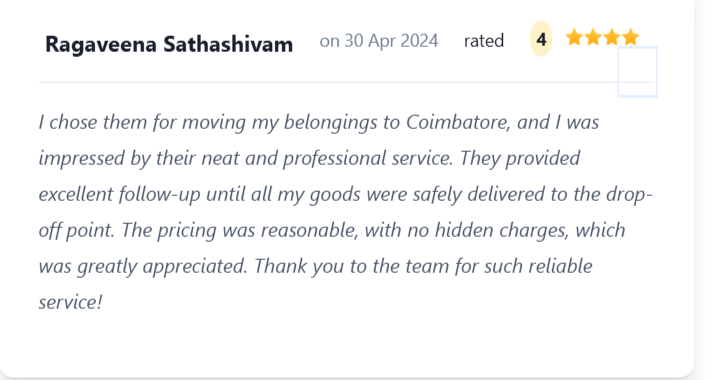 Ragaveena Sathashivam on 30 Apr 2024 rated 4 ⭐⭐⭐⭐
I chose them for moving my belongings to Coimbatore, and I was
impressed by their neat and professional service. They provided
excellent follow-up until all my goods were safely delivered to the drop-
off point. The pricing was reasonable, with no hidden charges, which
was greatly appreciated. Thank you to the team for such reliable
service!